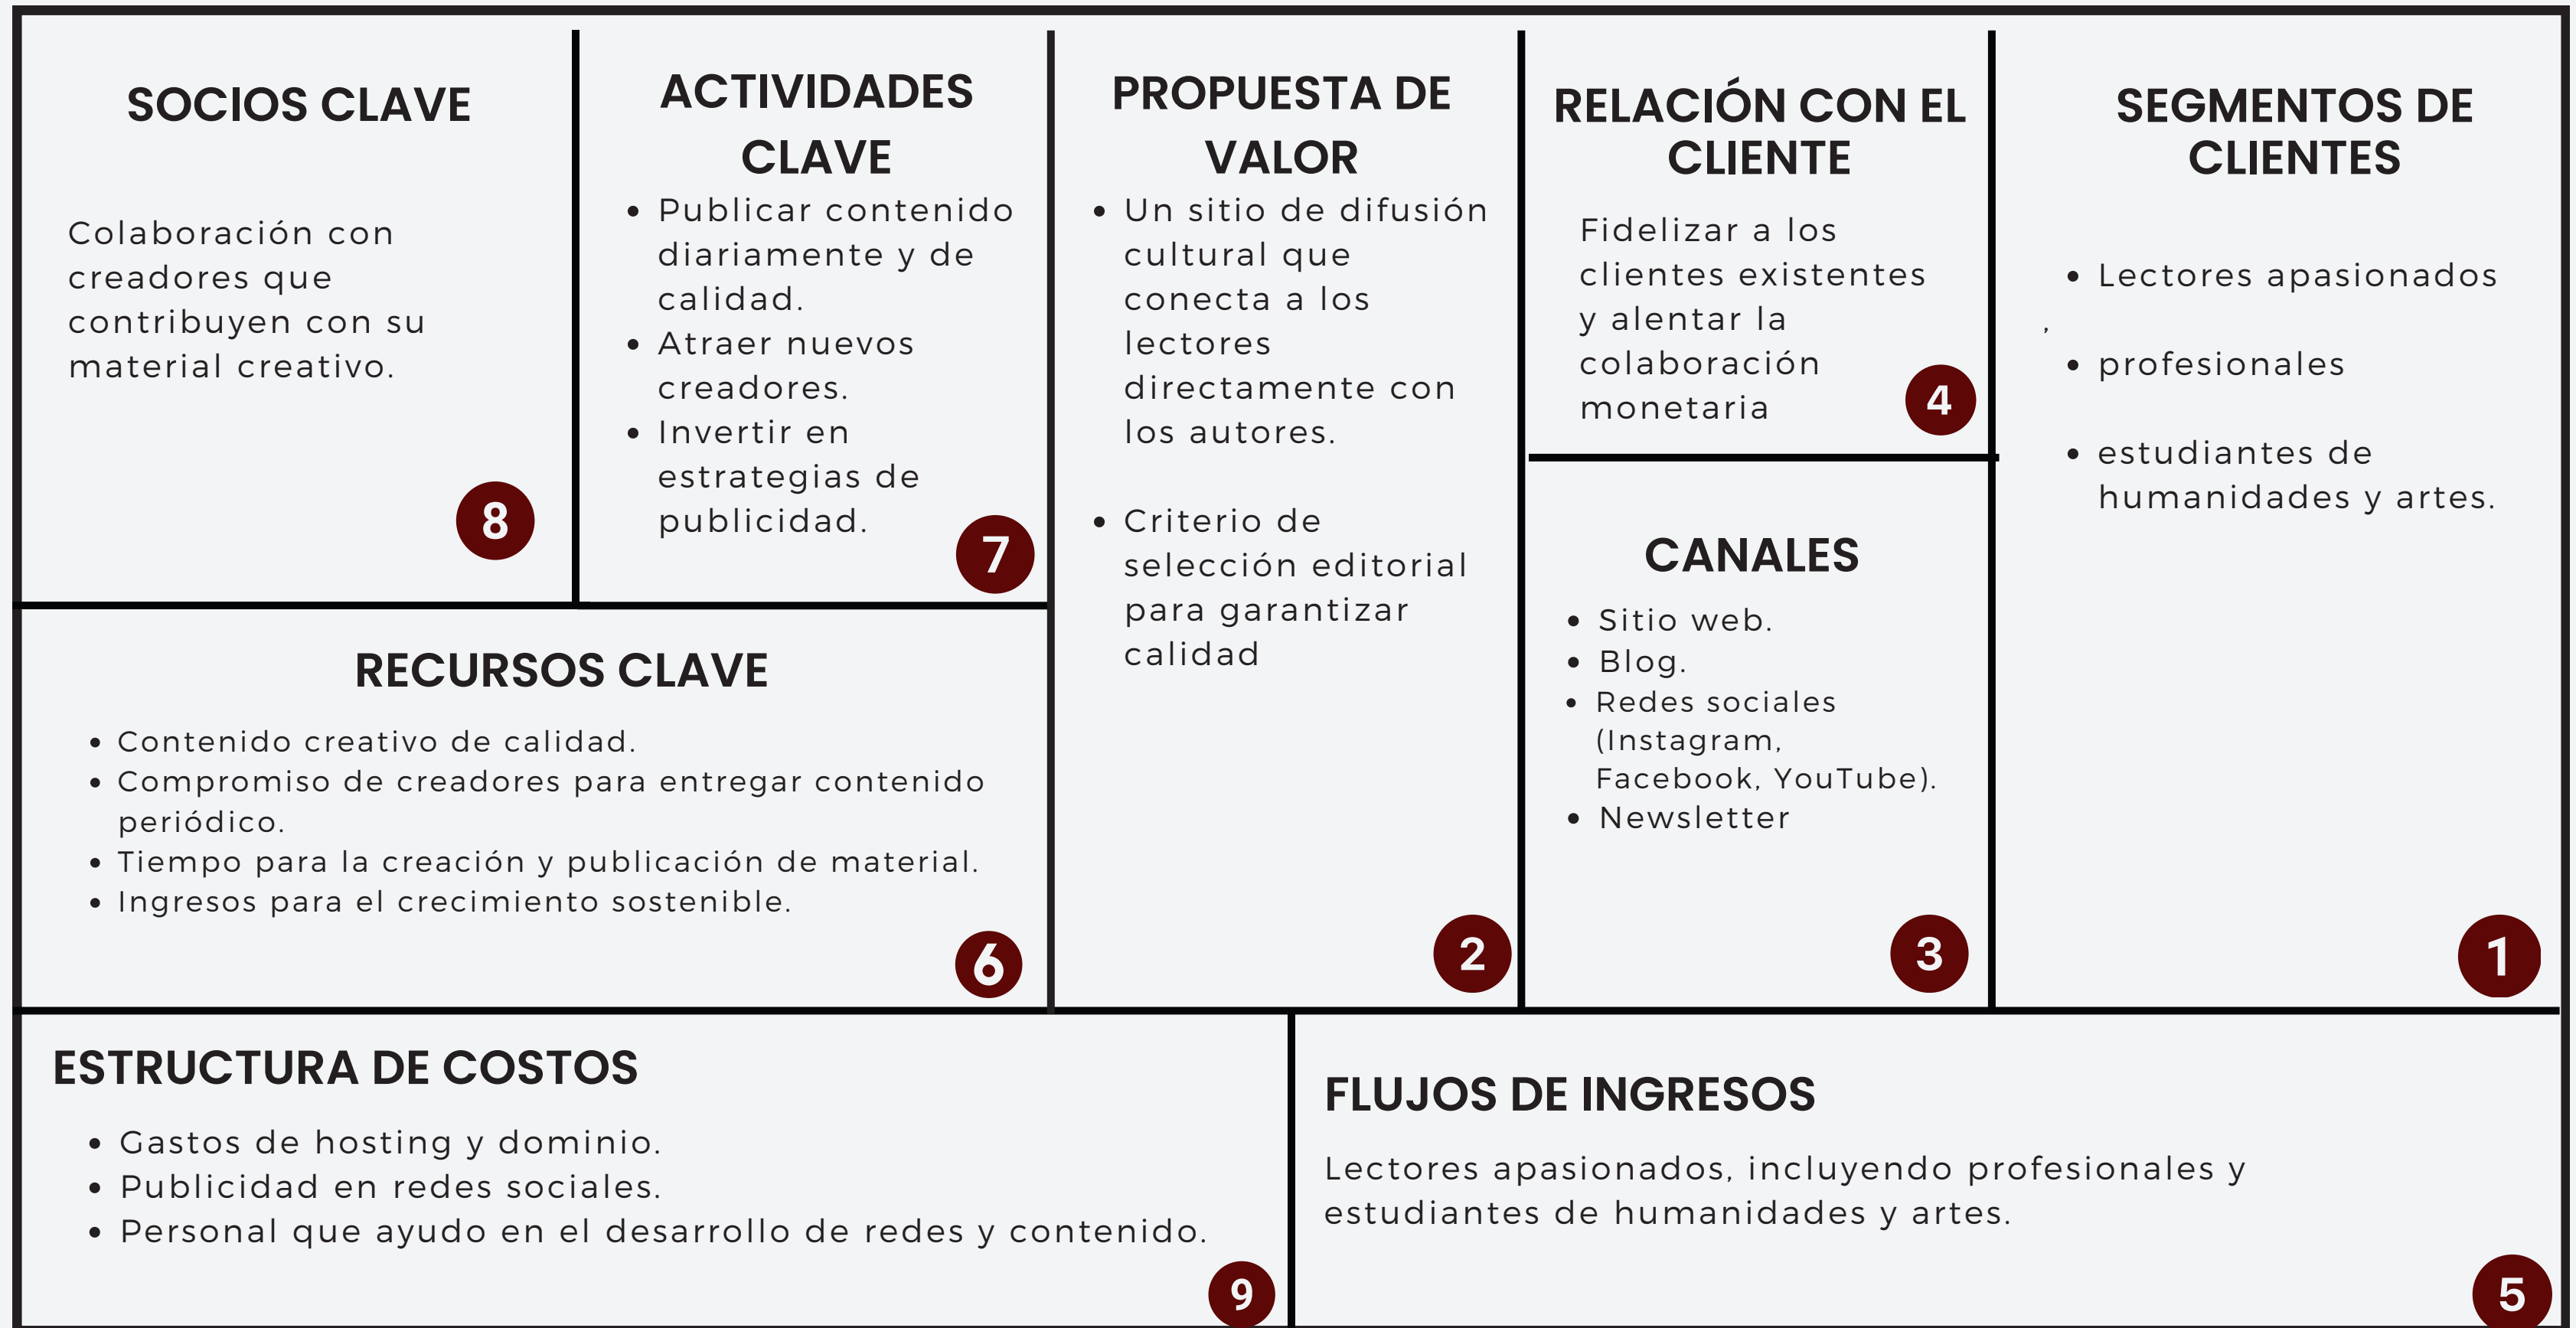 SOCIOS CLAVE
Colaboración con
creadores que
contribuyen con su
material creativo.
8
ACTIVIDADES
CLAVE
• Publicar contenido
diariamente y de
calidad.
• Atraer nuevos
creadores.
• Invertir en
estrategias de
publicidad.
7
PROPUESTA DE
VALOR
• Un sitio de difusión
cultural que
conecta a los
lectores
directamente con
los autores.
• Criterio de
selección editorial
para garantizar
calidad
2
RELACIÓN CON EL
CLIENTE
Fidelizar a los
clientes existentes
y alentar la
colaboración
monetaria
4
CANALES
• Sitio web.
• Blog.
• Redes sociales
(Instagram,
Facebook, YouTube).
• Newsletter
3
SEGMENTOS DE
CLIENTES
• Lectores apasionados
,
• profesionales
• estudiantes de
humanidades y artes.
1
RECURSOS CLAVE
• Contenido creativo de calidad.
• Compromiso de creadores para entregar contenido
periódico.
• Tiempo para la creación y publicación de material.
• Ingresos para el crecimiento sostenible.
6
ESTRUCTURA DE COSTOS
• Gastos de hosting y dominio.
• Publicidad en redes sociales.
• Personal que ayudo en el desarrollo de redes y contenido.
9
FLUJOS DE INGRESOS
Lectores apasionados, incluyendo profesionales y
estudiantes de humanidades y artes.
5